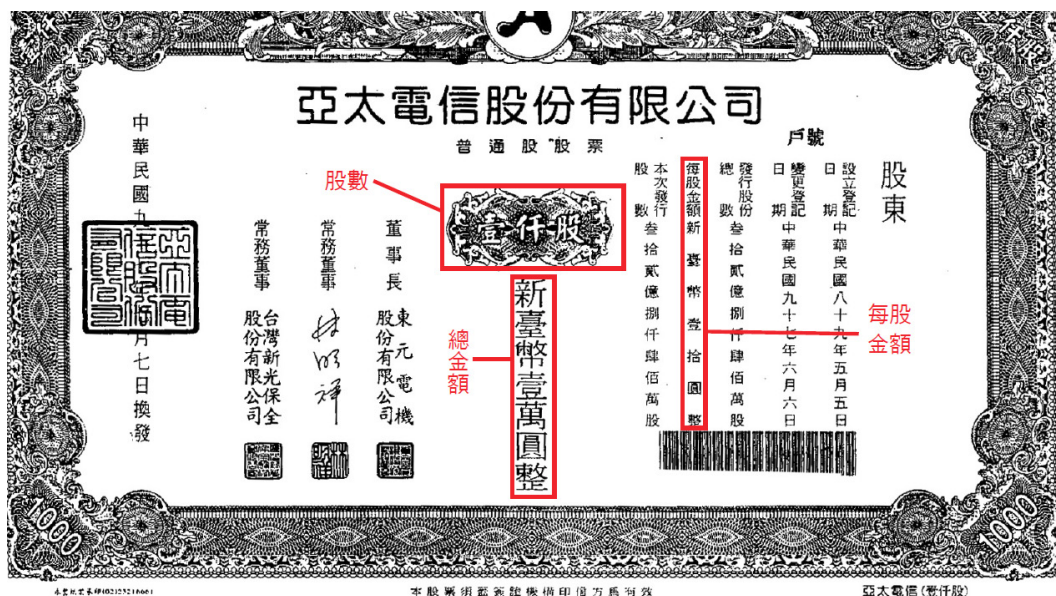 亞太電信股份有限公司
普通股股票
戶號
股東
設立登記日期 中華民國八十九年五月五日
變更登記日期 中華民國九十七年六月六日
發行股份總數 叁拾貳億捌仟肆佰萬股
每股金額 新臺幣壹拾圓整
本次發行股數 叁拾貳億捌仟肆佰萬股
每股金額
股數
壹仟股
新臺幣壹萬圓整
總金額
董事長 東元電機股份有限公司
常務董事 林
常務董事 台灣新光保全股份有限公司
中華民國九
月七日換發
1000
1000
本股票須經簽證機構印信方爲有效
亞太電信(壹仟股)